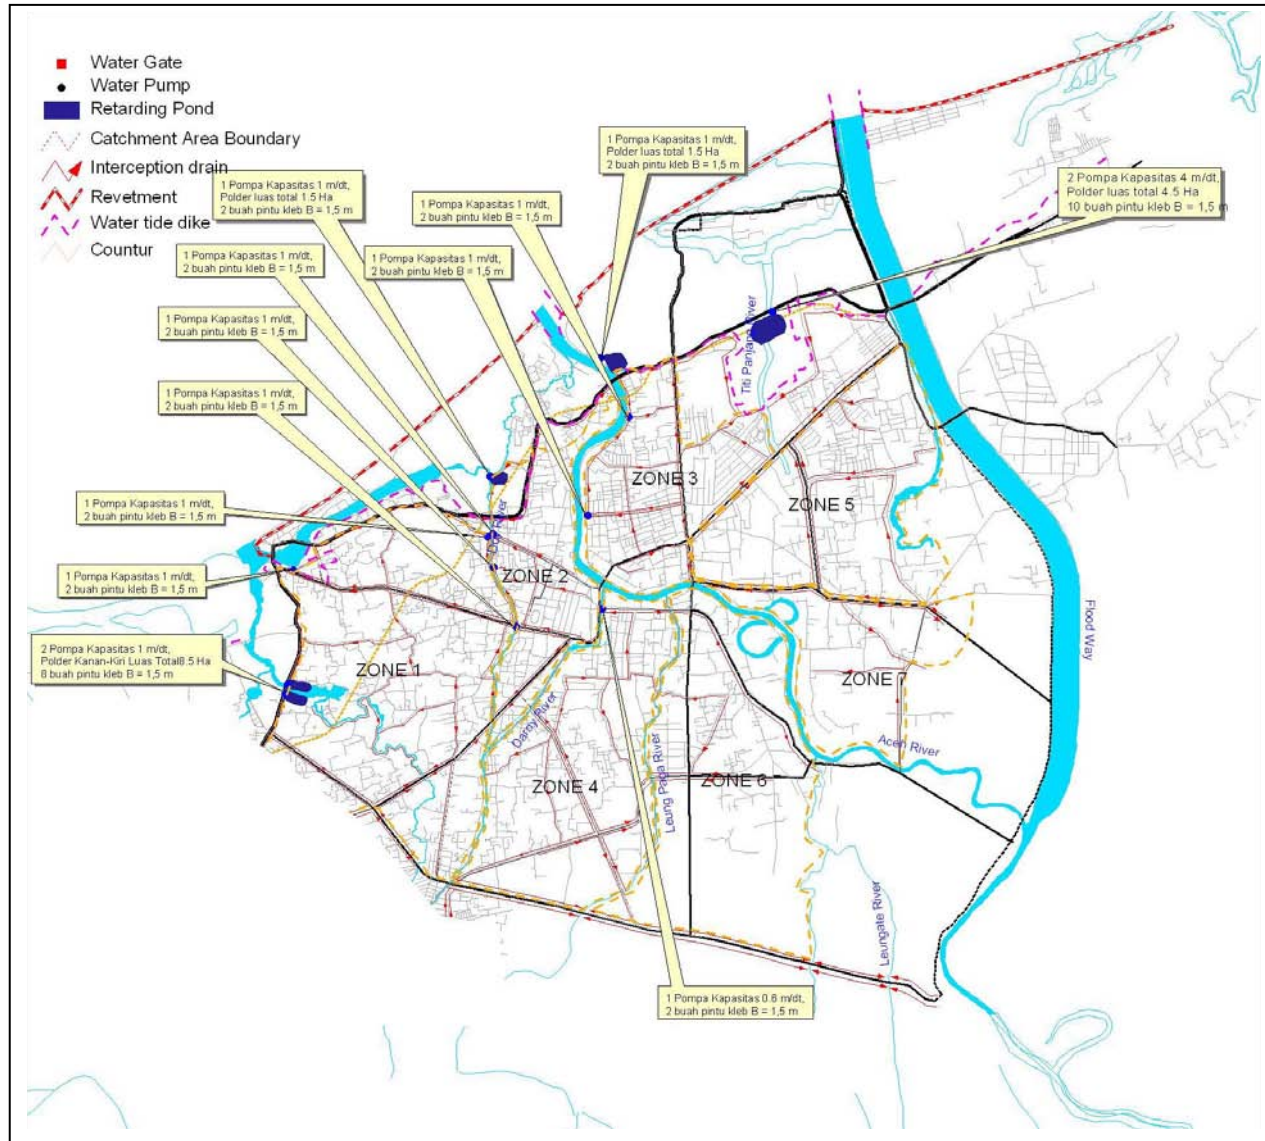 Water Gate
Water Pump
Retarding Pond
Catchment Area Boundary
Interception drain
Revetment
Water tide dike
Countur
1 Pompa Kapasitas 1 m/dt,
Polder luas total 1.5 Ha
2 buah pintu kleb B = 1,5 m
1 Pompa Kapasitas 1 m/dt,
Polder luas total 1.5 Ha
2 buah pintu kleb B = 1,5 m
2 Pompa Kapasitas 4 m/dt,
Polder luas total 4.5 Ha
10 buah pintu kleb B = 1,5 m
1 Pompa Kapasitas 1 m/dt,
2 buah pintu kleb B = 1,5 m
1 Pompa Kapasitas 1 m/dt,
2 buah pintu kleb B = 1,5 m
1 Pompa Kapasitas 1 m/dt,
2 buah pintu kleb B = 1,5 m
1 Pompa Kapasitas 1 m/dt,
2 buah pintu kleb B = 1,5 m
1 Pompa Kapasitas 1 m/dt,
2 buah pintu kleb B = 1,5 m
1 Pompa Kapasitas 1 m/dt,
2 buah pintu kleb B = 1,5 m
1 Pompa Kapasitas 1 m/dt,
2 buah pintu kleb B = 1,5 m
2 Pompa Kapasitas 1 m/dt,
Polder Kanan-Kiri Luas Total8.5 Ha
8 buah pintu kleb B = 1,5 m
Titi Panjang River
ZONE 3
ZONE 5
River
ZONE 2
Flood Way
ZONE 1
ZONE 7
Daroy River
Aceh River
Leung Paga River
ZONE 4
ZONE 6
Leungate River
1 Pompa Kapasitas 0.8 m/dt,
2 buah pintu kleb B = 1,5 m